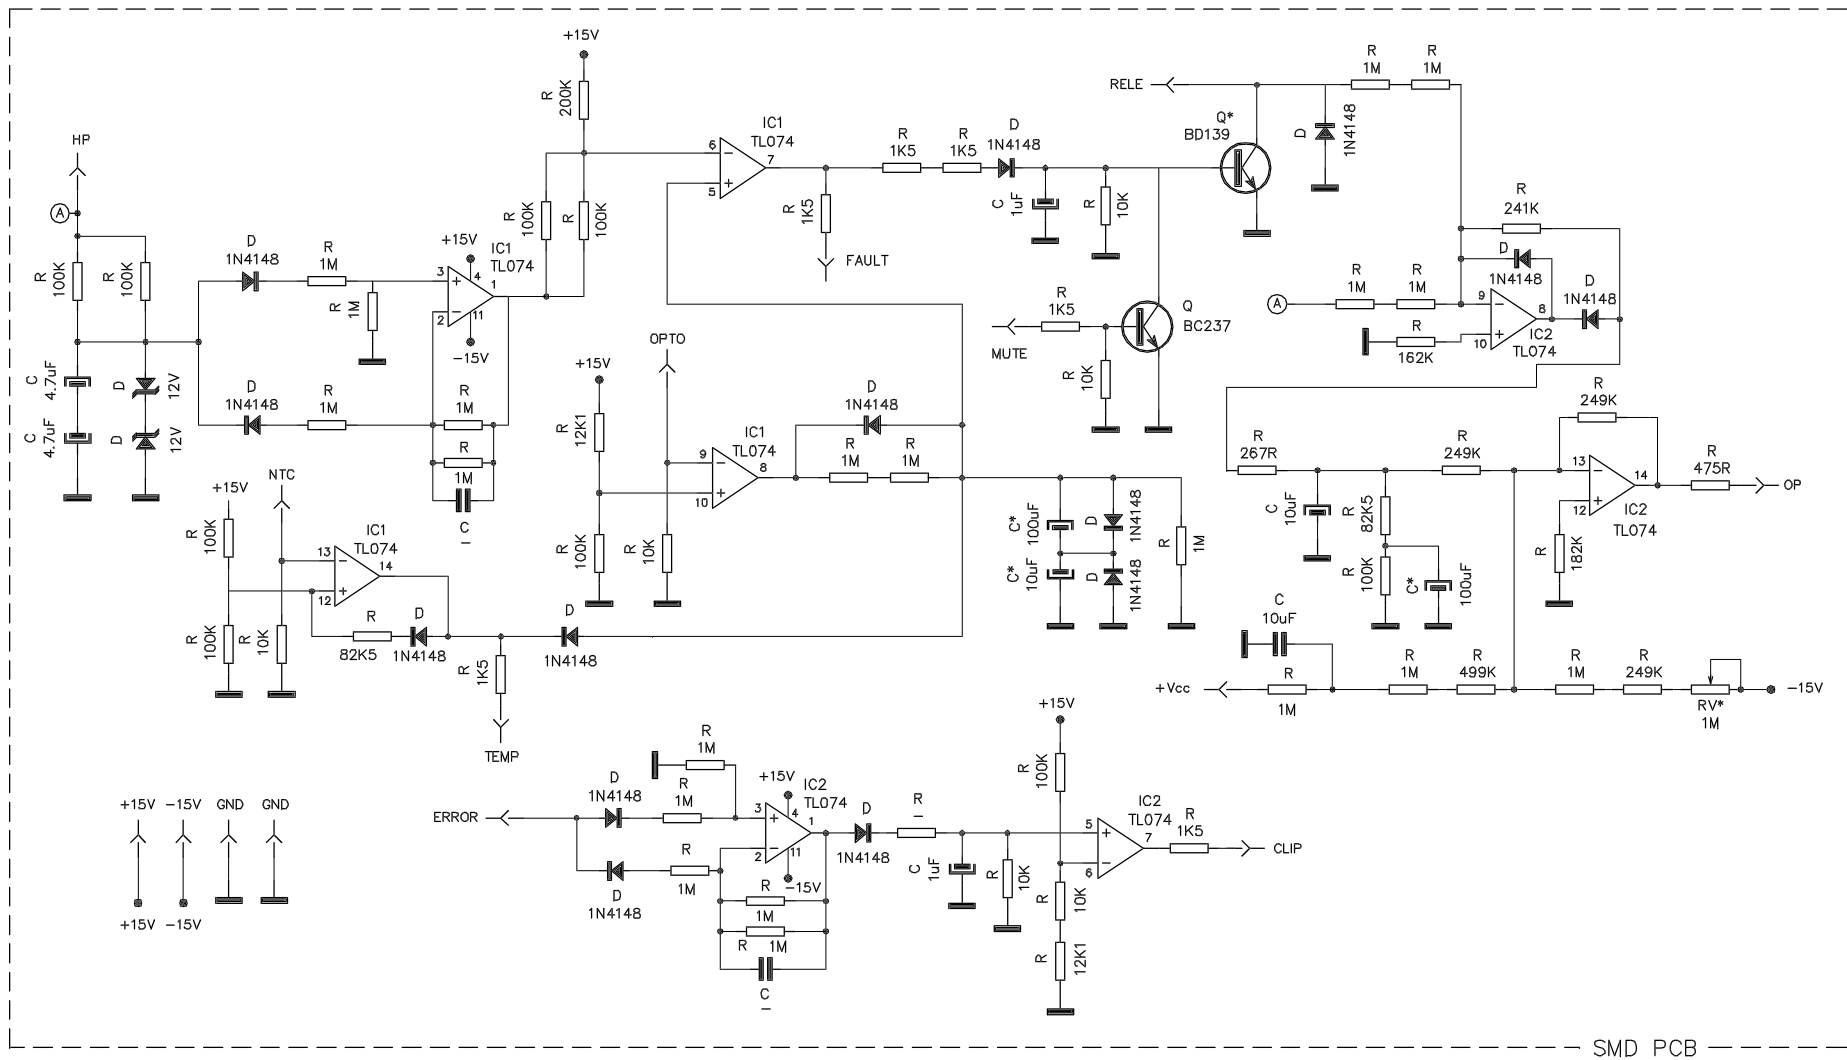 +15V
R
200K
HP
A
R
100K
R
100K
D
1N4148
R
1M
R
1M
+15V
IC1
TL074
3
4
1
2
11
-15V
R
100K
R
100K
IC1
TL074
6
7
5
R
1K5
FAULT
R
1K5
R
1K5
D
1N4148
C
1uF
R
10K
RELE
Q*
BD139
D
1N4148
R
1M
R
1M
R
241K
D
1N4148
D
1N4148
A
R
1M
R
1M
9
8
10
IC2
TL074
R
162K
C
4.7uF
C
4.7uF
D
12V
D
12V
D
1N4148
R
1M
R
1M
R
1M
C
–
MUTE
R
1K5
R
10K
Q
BC237
OPTO
+15V
R
12K1
R
100K
R
10K
IC1
TL074
9
8
10
D
1N4148
R
1M
R
1M
C*
100uF
C*
10uF
D
1N4148
D
1N4148
R
1M
R
267R
C
10uF
R
82K5
R
100K
C*
100uF
R
249K
R
249K
13
14
12
IC2
TL074
R
182K
R
475R
OP
+15V
NTC
R
100K
R
100K
R
10K
IC1
TL074
13
14
12
R
82K5
D
1N4148
D
1N4148
R
1K5
TEMP
C
10uF
+Vcc
R
1M
R
1M
R
499K
R
1M
R
249K
RV*
1M
-15V
ERROR
D
1N4148
D
1N4148
R
1M
R
1M
R
1M
+15V
IC2
TL074
3
4
1
2
11
-15V
R
1M
R
1M
C
–
D
1N4148
R
–
C
1uF
R
10K
+15V
R
100K
R
10K
R
12K1
IC2
TL074
5
7
6
R
1K5
CLIP
+15V -15V GND GND
+15V -15V
SMD PCB